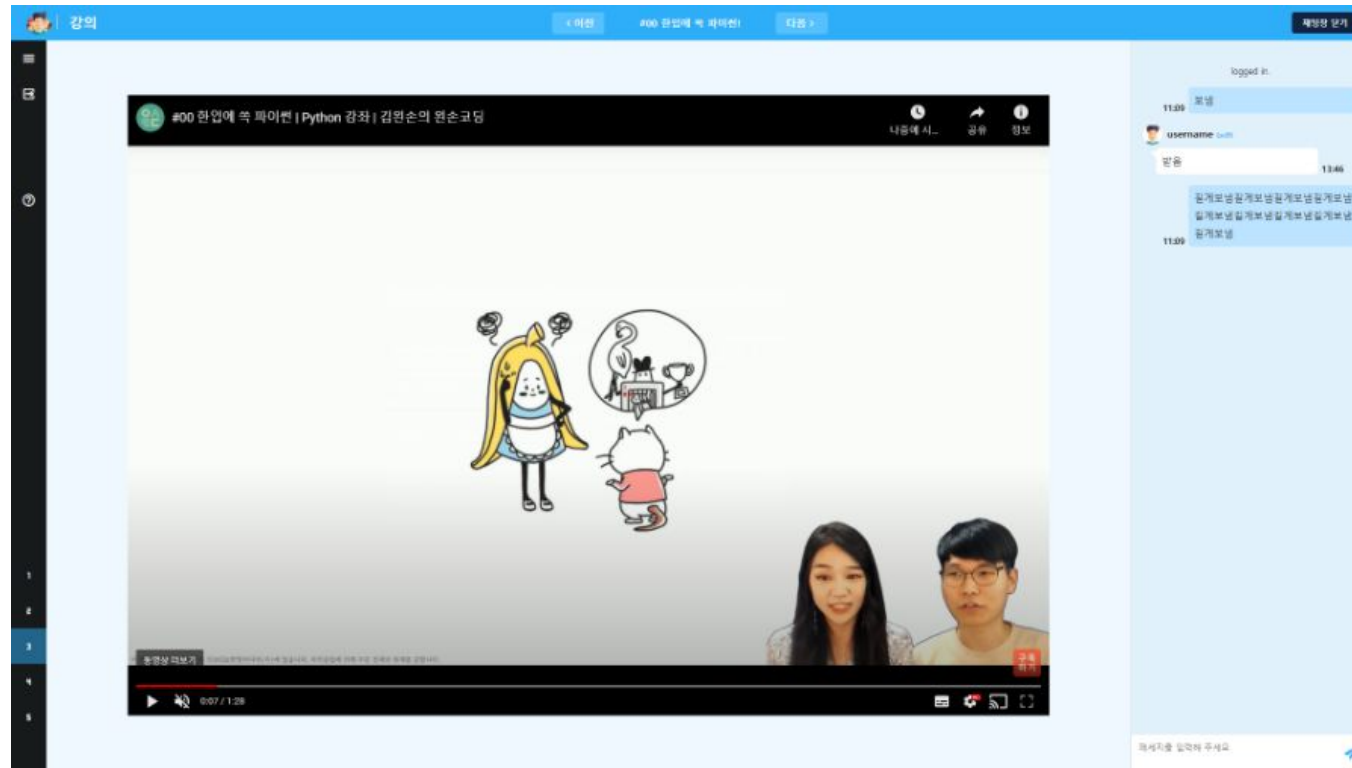 강의
< 이전
#00 한입에 쏙 파이썬!
다음 >
채팅창 닫기
#00 한입에 쏙 파이썬 | Python 강좌 | 김왼손의 왼손코딩
나중에 시...
공유
정보
동영상 더보기
구독
하기
0:07 / 1:28
1
2
3
4
5
logged in.
보냄
11:09
username
받음
13:46
길게보냄길게보냄길게보냄길게보냄
길게보냄길게보냄길게보냄길게보냄
길게보냄
11:09
메세지를 입력해 주세요